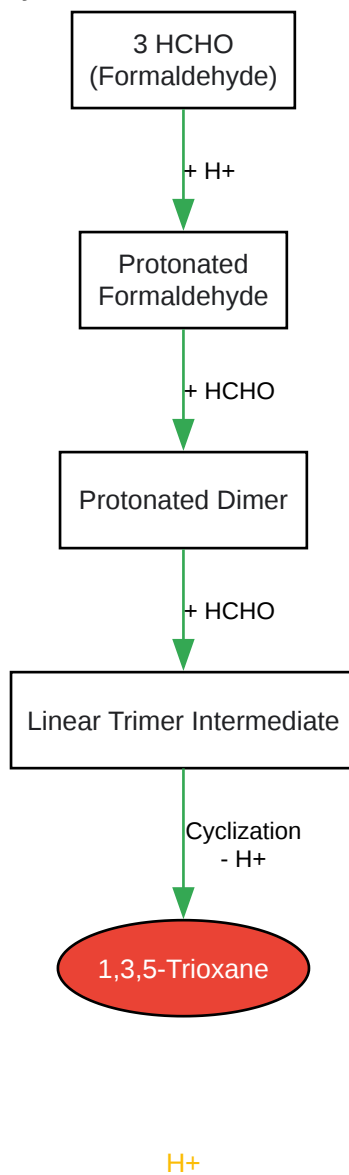 3 HCHO
(Formaldehyde)
+ H+
Protonated
Formaldehyde
+ HCHO
Protonated Dimer
+ HCHO
Linear Trimer Intermediate
Cyclization
- H+
1,3,5-Trioxane
H+